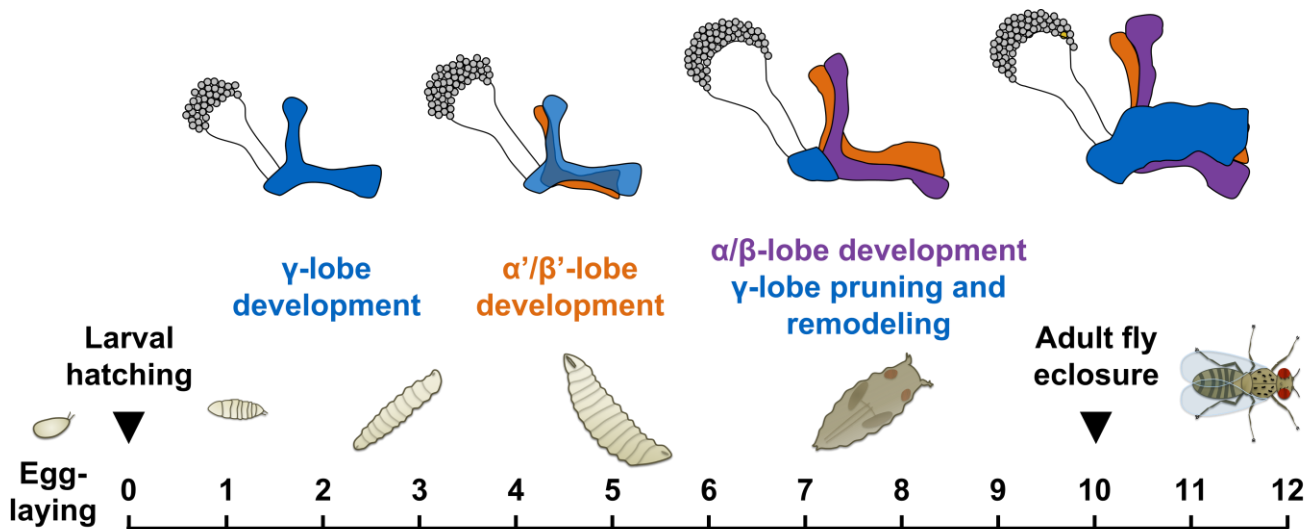 γ-lobe
development
α’/β’-lobe
development
α/β-lobe development
γ-lobe pruning and
remodeling
Larval
hatching
Adult fly
eclosure
Egg-
laying
0 1 2 3 4 5 6 7 8 9 10 11 12